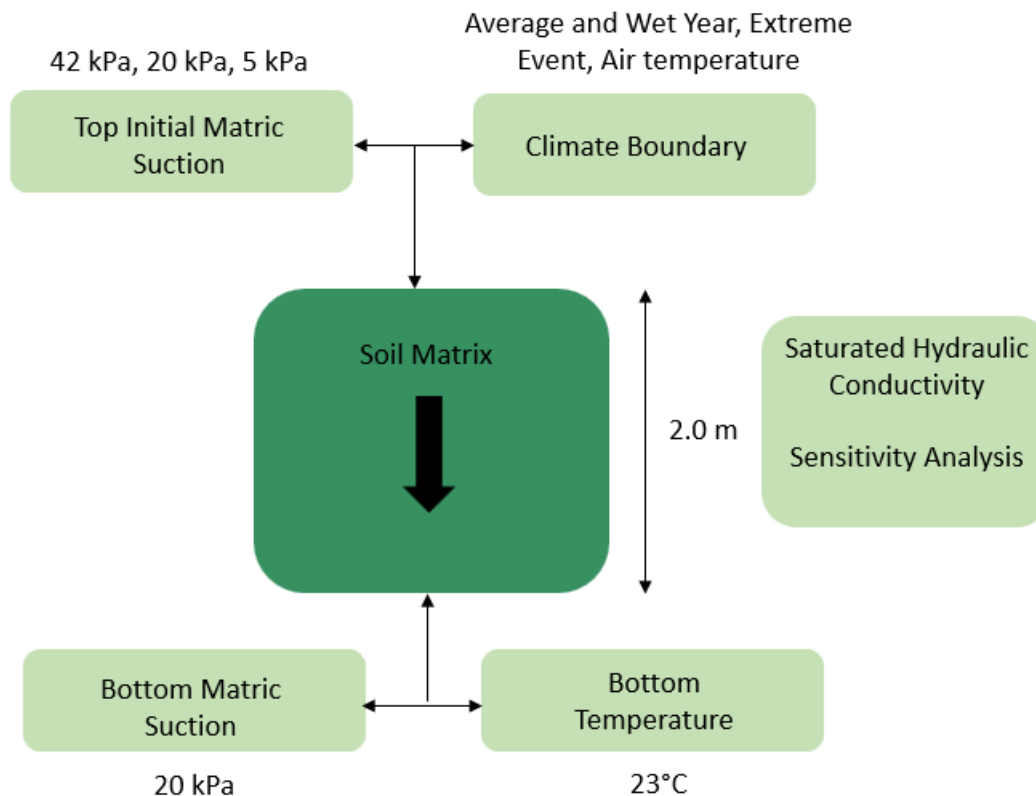 Average and Wet Year, Extreme
Event, Air temperature
42 kPa, 20 kPa, 5 kPa
Top Initial Matric
Suction
Climate Boundary
Soil Matrix
2.0 m
Saturated Hydraulic
Conductivity
Sensitivity Analysis
Bottom Matric
Suction
Bottom
Temperature
20 kPa
23°C